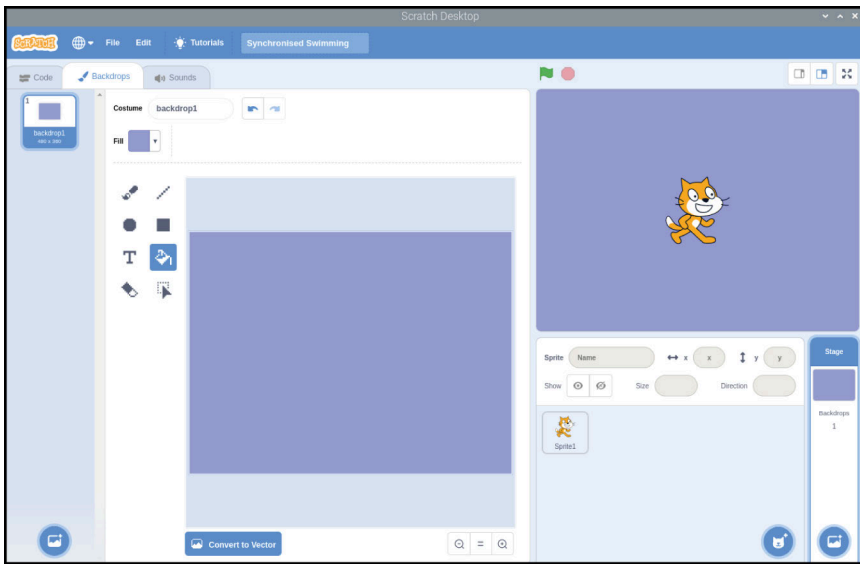 Scratch Desktop
SCRATCH File Edit Tutorials Synchronised Swimming
Code Backdrops Sounds
1
backdrop1
480 x 360
Costume backdrop1
Fill
T
Convert to Vector
Sprite Name x x y y
Show Size Direction
Sprite1
Stage
Backdrops
1